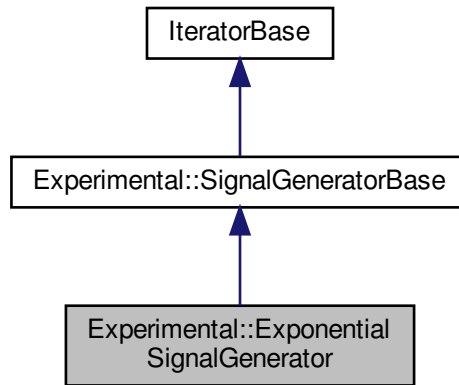 IteratorBase
Experimental::SignalGeneratorBase
Experimental::Exponential
SignalGenerator